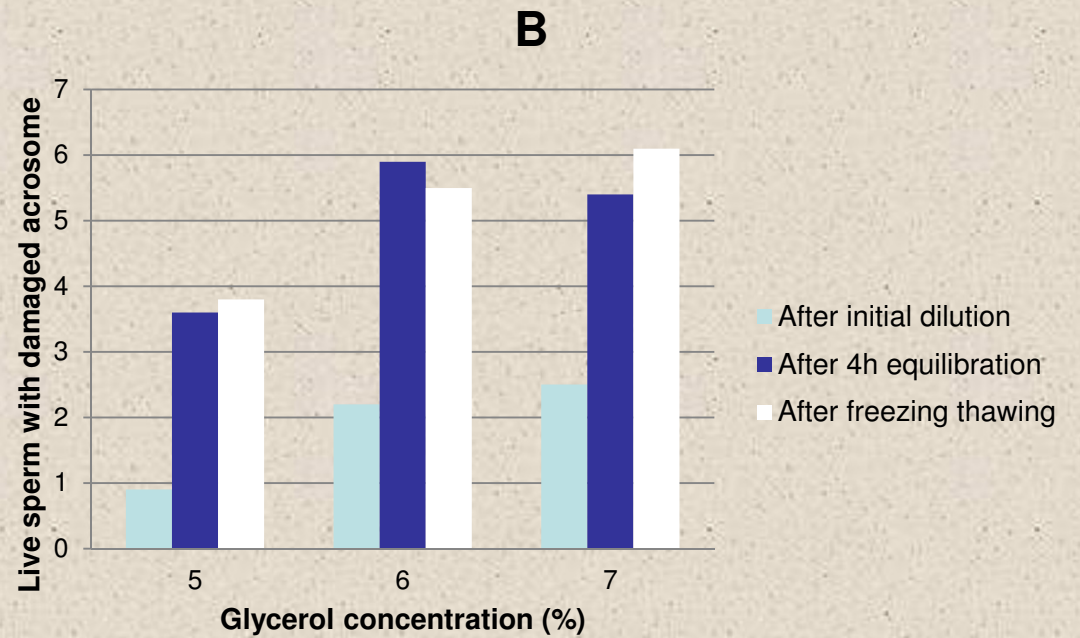 B
Live sperm with damaged acrosome
7
6
5
4
3
2
1
0
5 6 7
Glycerol concentration (%)
After initial dilution
After 4h equilibration
After freezing thawing